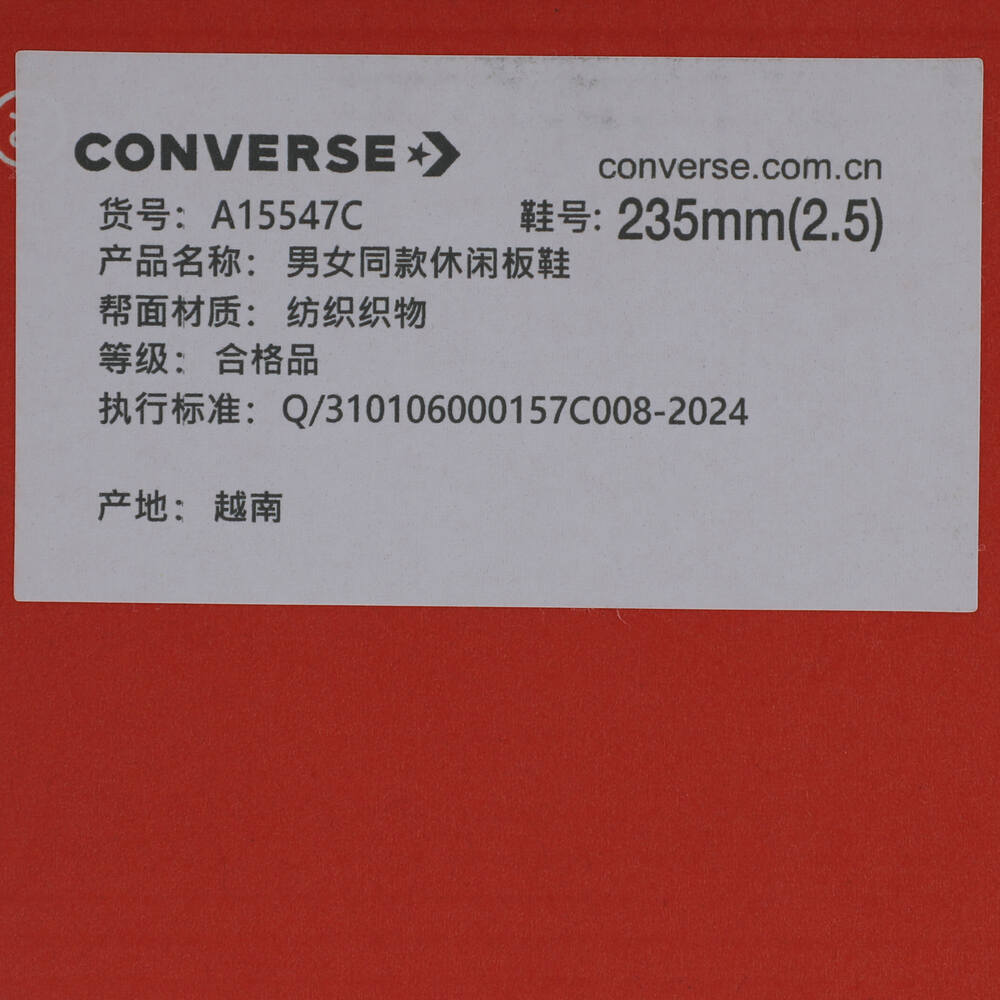 CONVERSE
converse.com.cn
货号： A15547C 鞋号: 235mm(2.5)
产品名称： 男女同款休闲板鞋
帮面材质： 纺织织物
等级： 合格品
执行标准： Q/310106000157C008-2024
产地： 越南